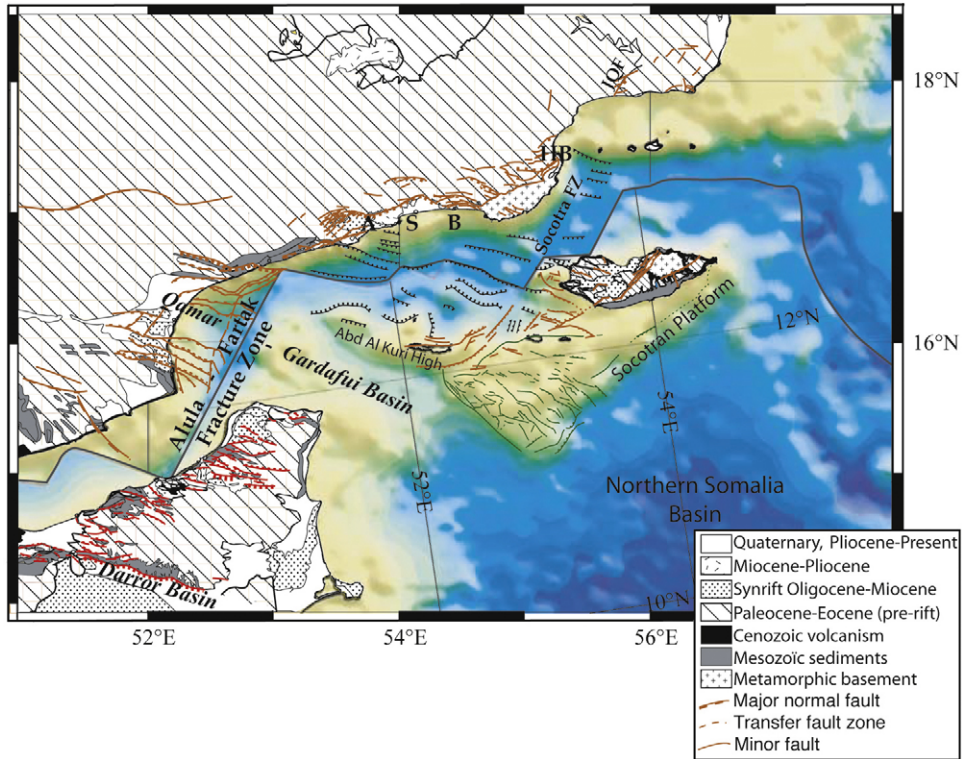 18°N
JQF
HB
Socotra FZ
A S B
Qamar
12°N
16°N
Socotran Platform
Abd Al Kuri High
Alula Fartak
Fracture Zone
Gardafui Basin
54°E
52°E
Northern Somalia
Basin
Darror Basin
10°N
52°E
54°E
56°E
Quaternary, Pliocene-Present
Miocene-Pliocene
Synrift Oligocene-Miocene
Paleocene-Eocene (pre-rift)
Cenozoic volcanism
Mesozoïc sediments
Metamorphic basement
Major normal fault
Transfer fault zone
Minor fault